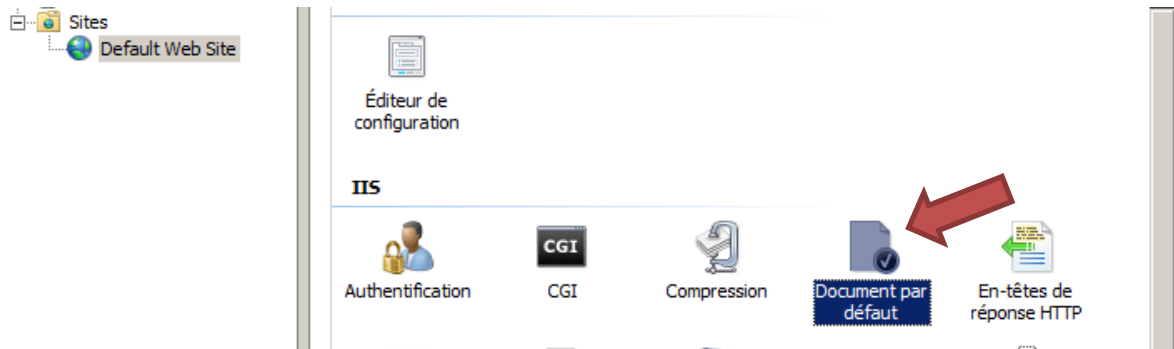 Sites
Default Web Site
Éditeur de
configuration
IIS
CGI
Authentification
CGI
Compression
Document par
défaut
En-têtes de
réponse HTTP